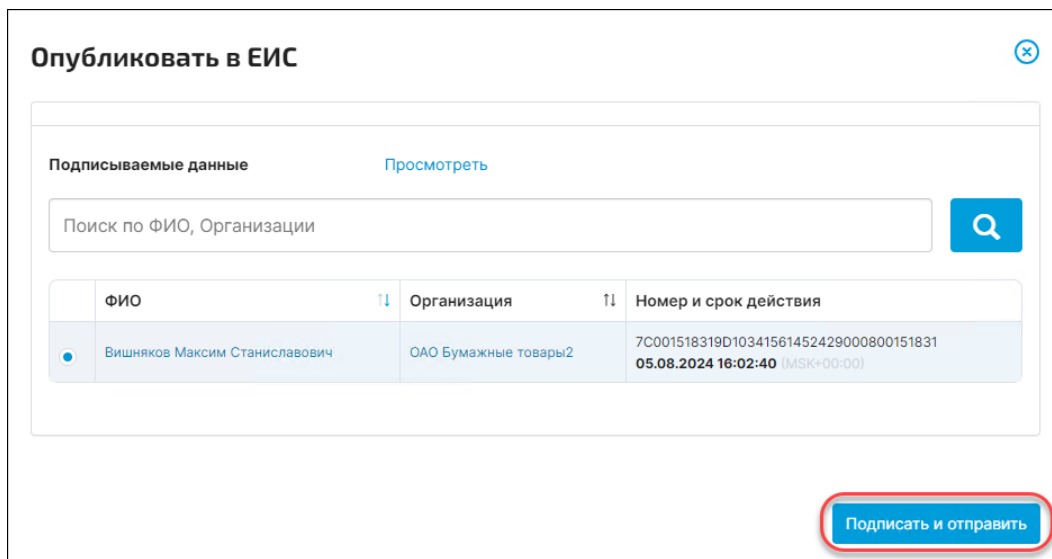 Опубликовать в ЕИС
Подписываемые данные Просмотреть
Поиск по ФИО, Организации
ФИО Организация Номер и срок действия
Вишняков Максим Станиславович ОАО Бумажные товары2 7C001518319D10341561452429000800151831
05.08.2024 16:02:40 (MSK+00:00)
Подписать и отправить